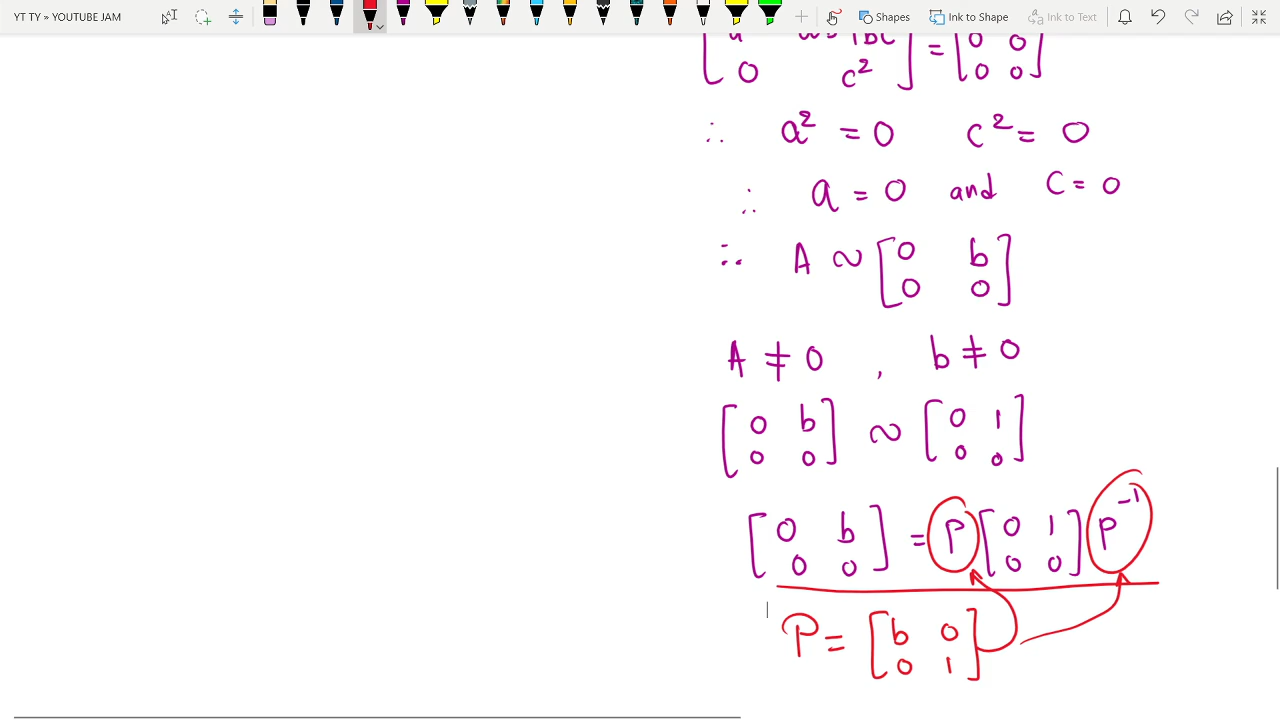 YT TY » YOUTUBE JAM
Shapes
Ink to Shape
Ink to Text
[ 0 c² ] = [ 0 0 0 0 ]
∴ a² = 0 c² = 0
∴ a = 0 and c = 0
∴ A ~ [ 0 b 0 0 ]
A ≠ 0 , b ≠ 0
[ 0 b 0 0 ] ~ [ 0 1 0 0 ]
[ 0 b 0 0 ] = P [ 0 1 0 0 ] P⁻¹
P = [ b 0 0 1 ]